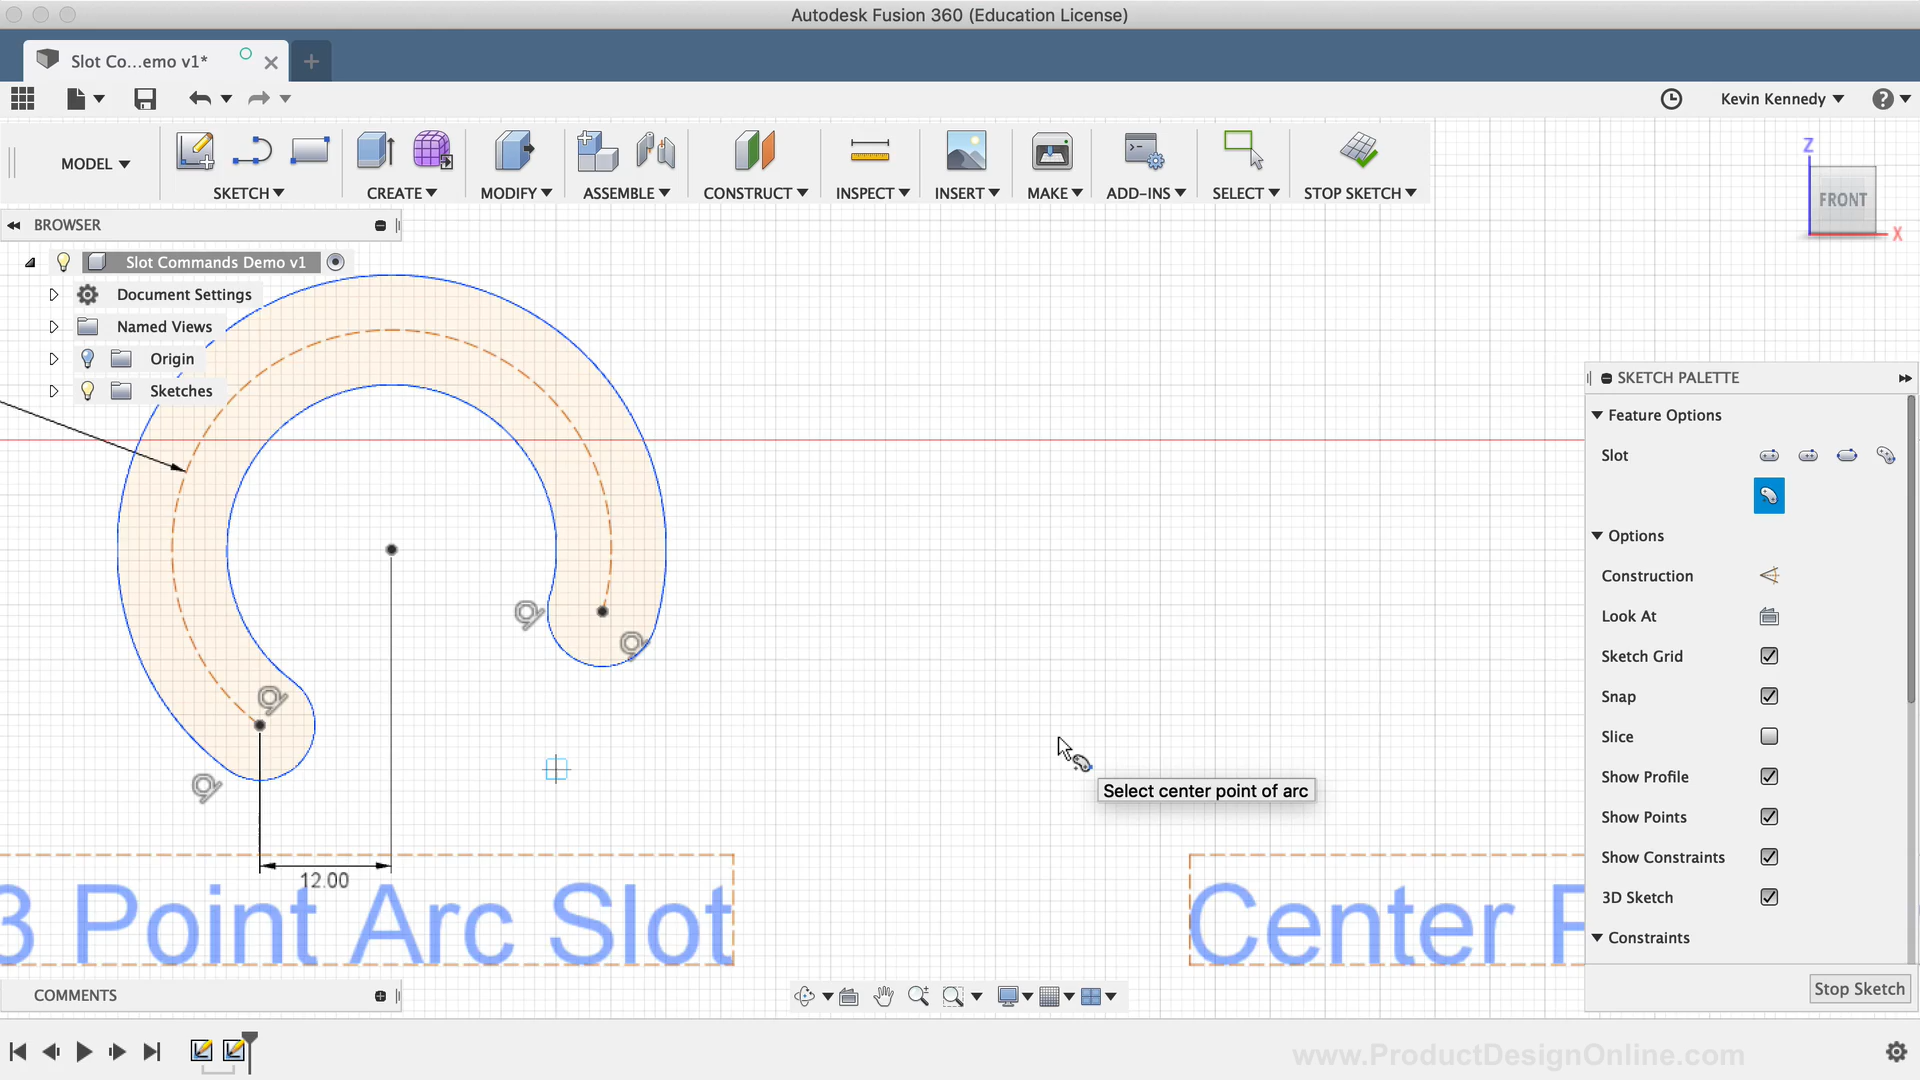 Autodesk Fusion 360 (Education License)
Slot Co...emo v1*
Kevin Kennedy
MODEL
SKETCH
CREATE
MODIFY
ASSEMBLE
CONSTRUCT
INSPECT
INSERT
MAKE
ADD-INS
SELECT
STOP SKETCH
Z
FRONT
X
BROWSER
Slot Commands Demo v1
Document Settings
Named Views
Origin
Sketches
SKETCH PALETTE
Feature Options
Slot
Options
Construction
Look At
Sketch Grid
Snap
Slice
Show Profile
Show Points
Show Constraints
3D Sketch
Constraints
Stop Sketch
Select center point of arc
12.00
3 Point Arc Slot
Center P
COMMENTS
www.ProductDesignOnline.com